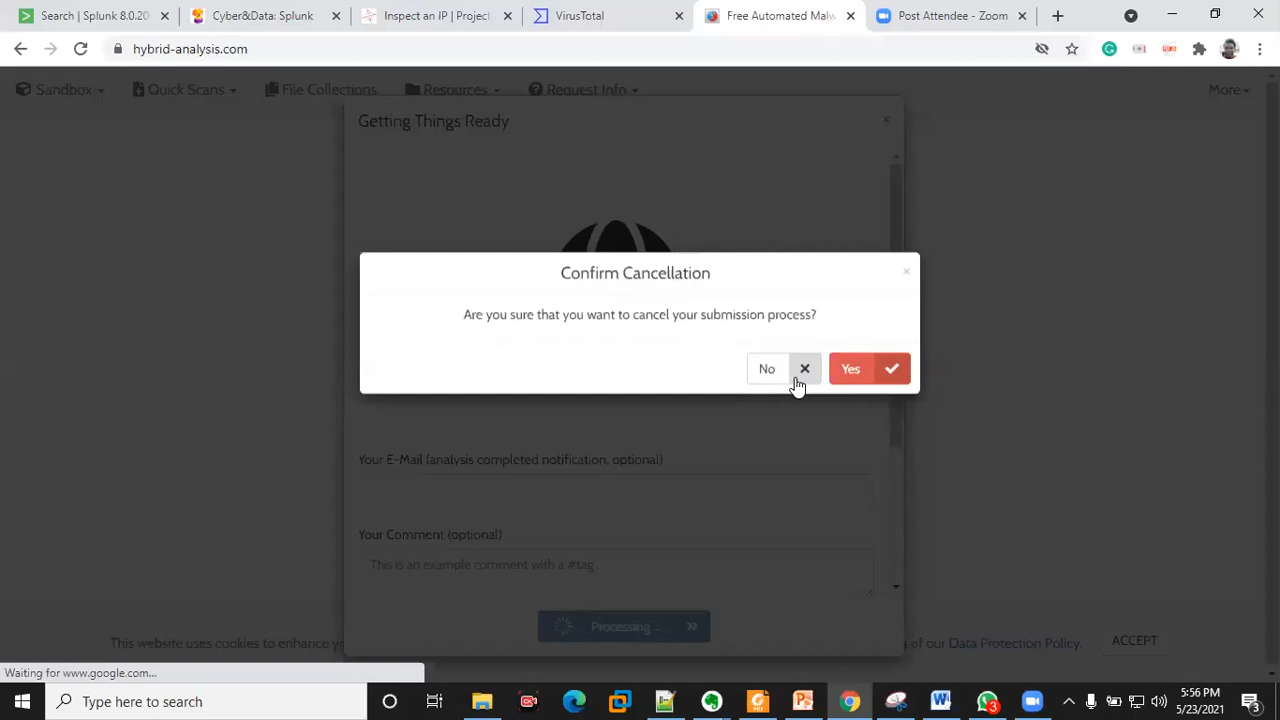 Search | Splunk 8.0.20
Cyber&Data: Splunk
Inspect an IP | Project
VirusTotal
Free Automated Malw
Post Attendee - Zoom
hybrid-analysis.com
Sandbox
Quick Scans
File Collections
Resources
Request Info
More
Getting Things Ready
Confirm Cancellation
Are you sure that you want to cancel your submission process?
No
Yes
Your E-Mail (analysis completed notification, optional)
Your Comment (optional)
This is an example comment with a #tag ...
Processing ...
This website uses cookies to enhance y
of our Data Protection Policy.
ACCEPT
Waiting for www.google.com...
Type here to search
3
5:56 PM
5/23/2021
3